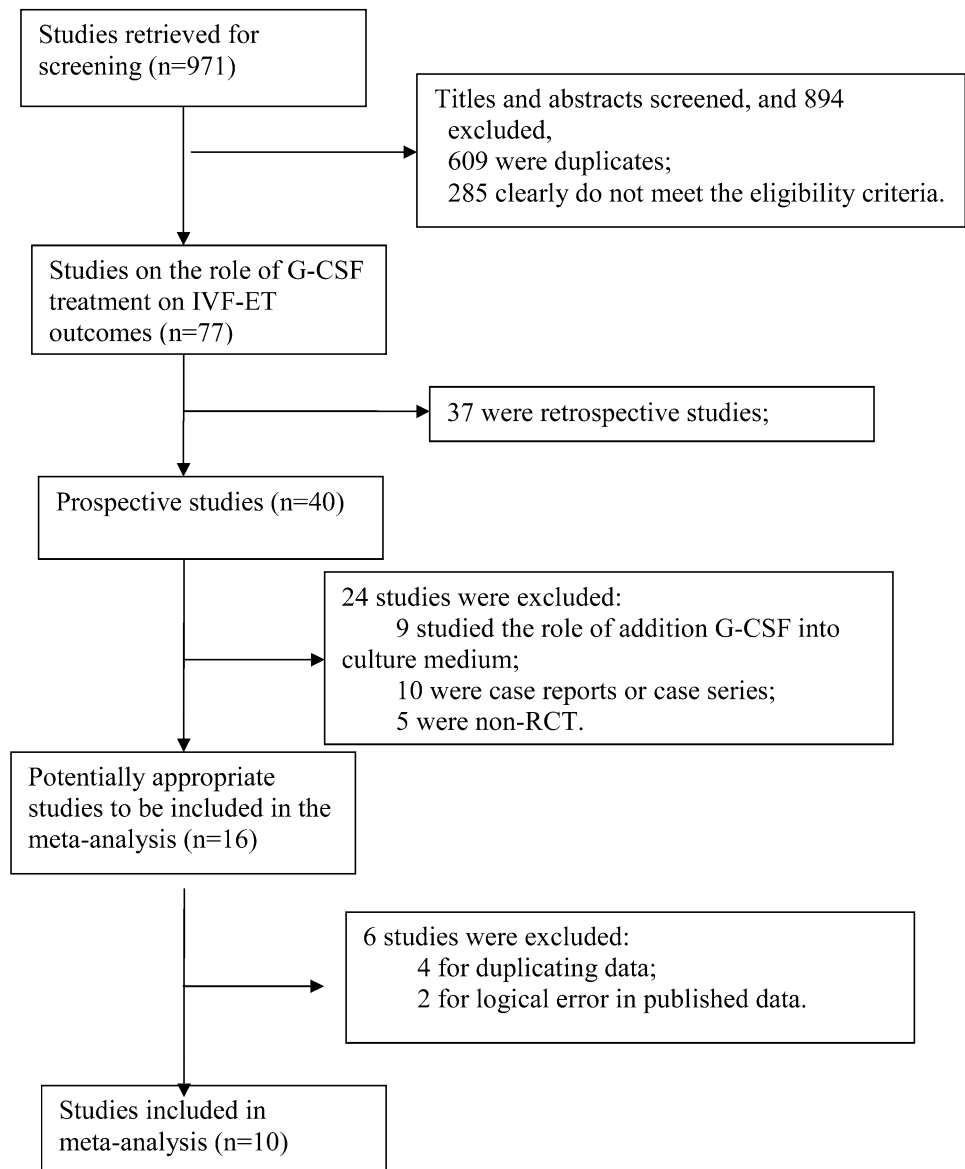 Studies retrieved for
screening (n=971)
Titles and abstracts screened, and 894
excluded,
609 were duplicates;
285 clearly do not meet the eligibility criteria.
Studies on the role of G-CSF
treatment on IVF-ET
outcomes (n=77)
37 were retrospective studies;
Prospective studies (n=40)
24 studies were excluded:
9 studied the role of addition G-CSF into
culture medium;
10 were case reports or case series;
5 were non-RCT.
Potentially appropriate
studies to be included in the
meta-analysis (n=16)
6 studies were excluded:
4 for duplicating data;
2 for logical error in published data.
Studies included in
meta-analysis (n=10)